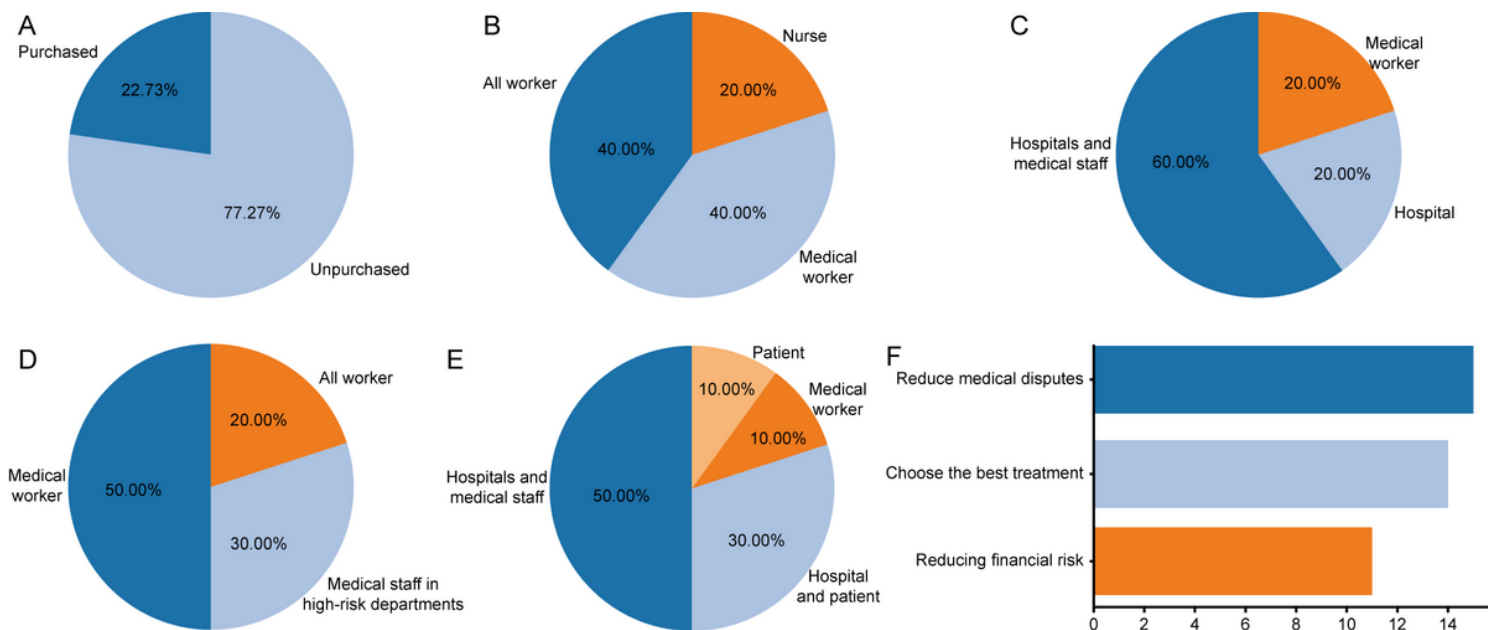 A
Purchased
22.73%
77.27%
Unpurchased
B
Nurse
All worker
20.00%
40.00%
40.00%
Medical
worker
C
Medical
worker
20.00%
Hospitals and
medical staff
60.00%
20.00%
Hospital
D
All worker
20.00%
Medical
worker
50.00%
30.00%
Medical staff in
high-risk departments
E
Patient
10.00%
Medical
worker
10.00%
Hospitals and
medical staff
50.00%
30.00%
Hospital
and patient
F
Reduce medical disputes
Choose the best treatment
Reducing financial risk
0 2 4 6 8 10 12 14